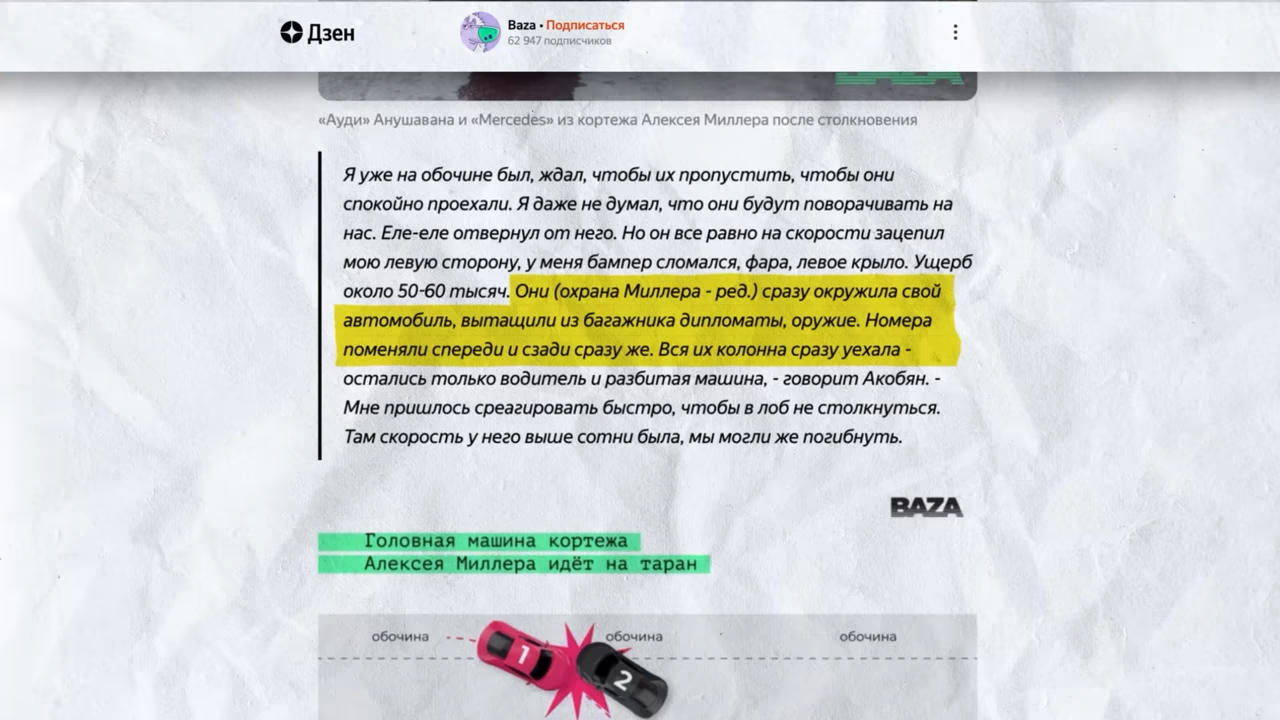 Дзен
Baza • Подписаться
62 947 подписчиков
BAZA
«Ауди» Анушавана и «Mercedes» из кортежа Алексея Миллера после столкновения
Я уже на обочине был, ждал, чтобы их пропустить, чтобы они
спокойно проехали. Я даже не думал, что они будут поворачивать на
нас. Еле-еле отвернул от него. Но он все равно на скорости зацепил
мою левую сторону, у меня бампер сломался, фара, левое крыло. Ущерб
около 50-60 тысяч. Они (охрана Миллера - ред.) сразу окружила свой
автомобиль, вытащили из багажника дипломаты, оружие. Номера
поменяли спереди и сзади сразу же. Вся их колонна сразу уехала -
остались только водитель и разбитая машина, - говорит Акобян. -
Мне пришлось среагировать быстро, чтобы в лоб не столкнуться.
Там скорость у него выше сотни была, мы могли же погибнуть.
BAZA
Головная машина кортежа
Алексея Миллера идёт на таран
обочина обочина обочина
1 2